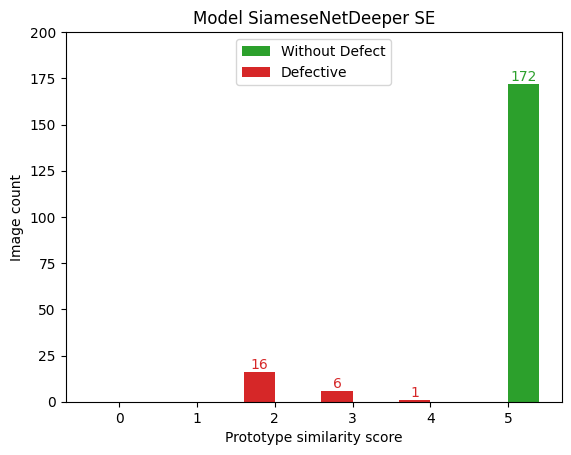 Model SiameseNetDeeper SE
Without Defect
Defective
200
175
150
125
100
75
50
25
0
Image count
172
16
6
1
0 1 2 3 4 5
Prototype similarity score